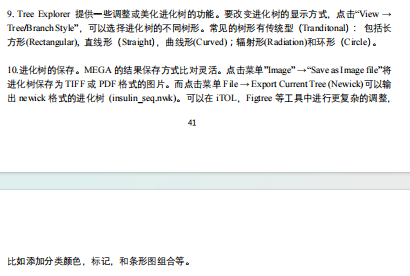 9. Tree Explorer 提供一些调整或美化进化树的功能。要改变进化树的显示方式，点击“View →
Tree/Branch Style”，可以选择进化树的不同树形。常见的树形有传统型（Tranditonal）：包括长
方形(Rectangular), 直线形（Straight），曲线形(Curved)；辐射形(Radiation)和环形（Circle）。
10.进化树的保存。MEGA 的结果保存方式比对灵活。点击菜单”Image” →“Save as Image file”将
进化树保存为 TIFF 或 PDF 格式的图片。而点击菜单 File → Export Current Tree (Newick)可以输
出 newick 格式的进化树 (insulin_seq.nwk)。可以在 iTOL，Figtree 等工具中进行更复杂的调整，
41
比如添加分类颜色，标记，和条形图组合等。